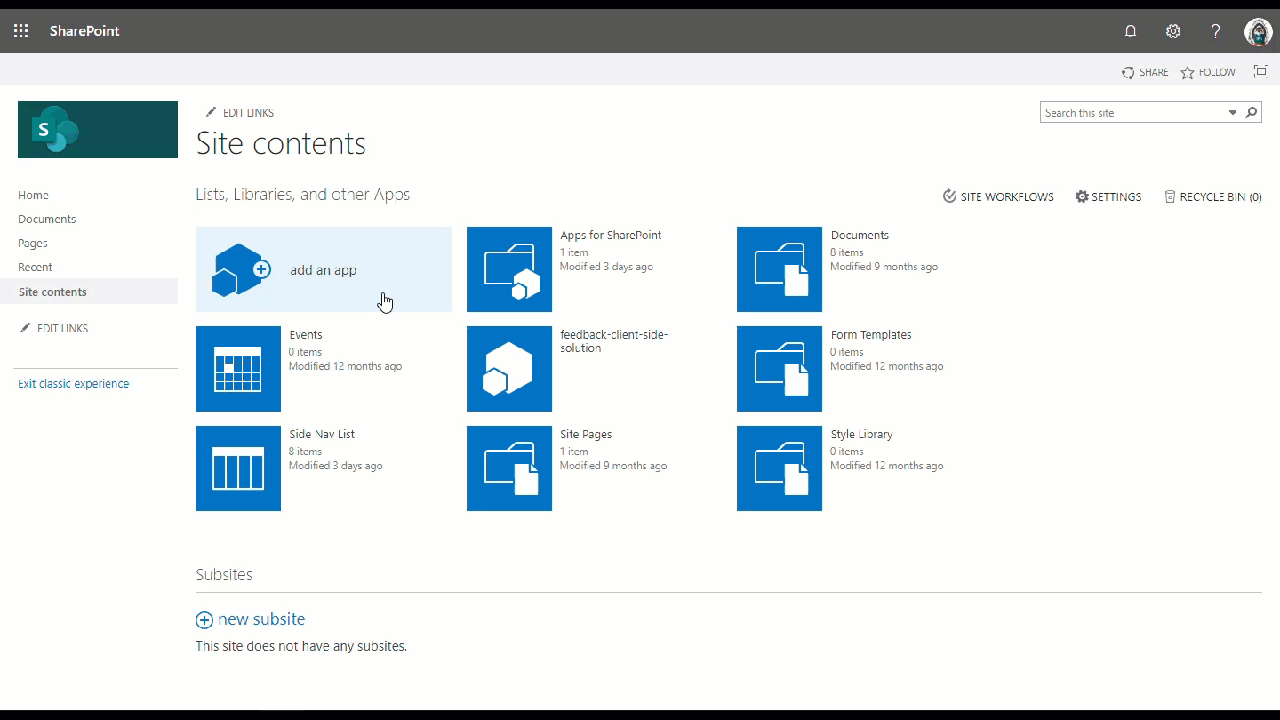 SharePoint
?
SHARE
FOLLOW
S
EDIT LINKS
Search this site
Site contents
Home
Documents
Pages
Recent
Site contents
EDIT LINKS
Exit classic experience
Lists, Libraries, and other Apps
SITE WORKFLOWS
SETTINGS
RECYCLE BIN (0)
add an app
Apps for SharePoint
1 item
Modified 3 days ago
Documents
8 items
Modified 9 months ago
Events
0 items
Modified 12 months ago
feedback-client-side-
solution
Form Templates
0 items
Modified 12 months ago
Side Nav List
8 items
Modified 3 days ago
Site Pages
1 item
Modified 9 months ago
Style Library
0 items
Modified 12 months ago
Subsites
new subsite
This site does not have any subsites.